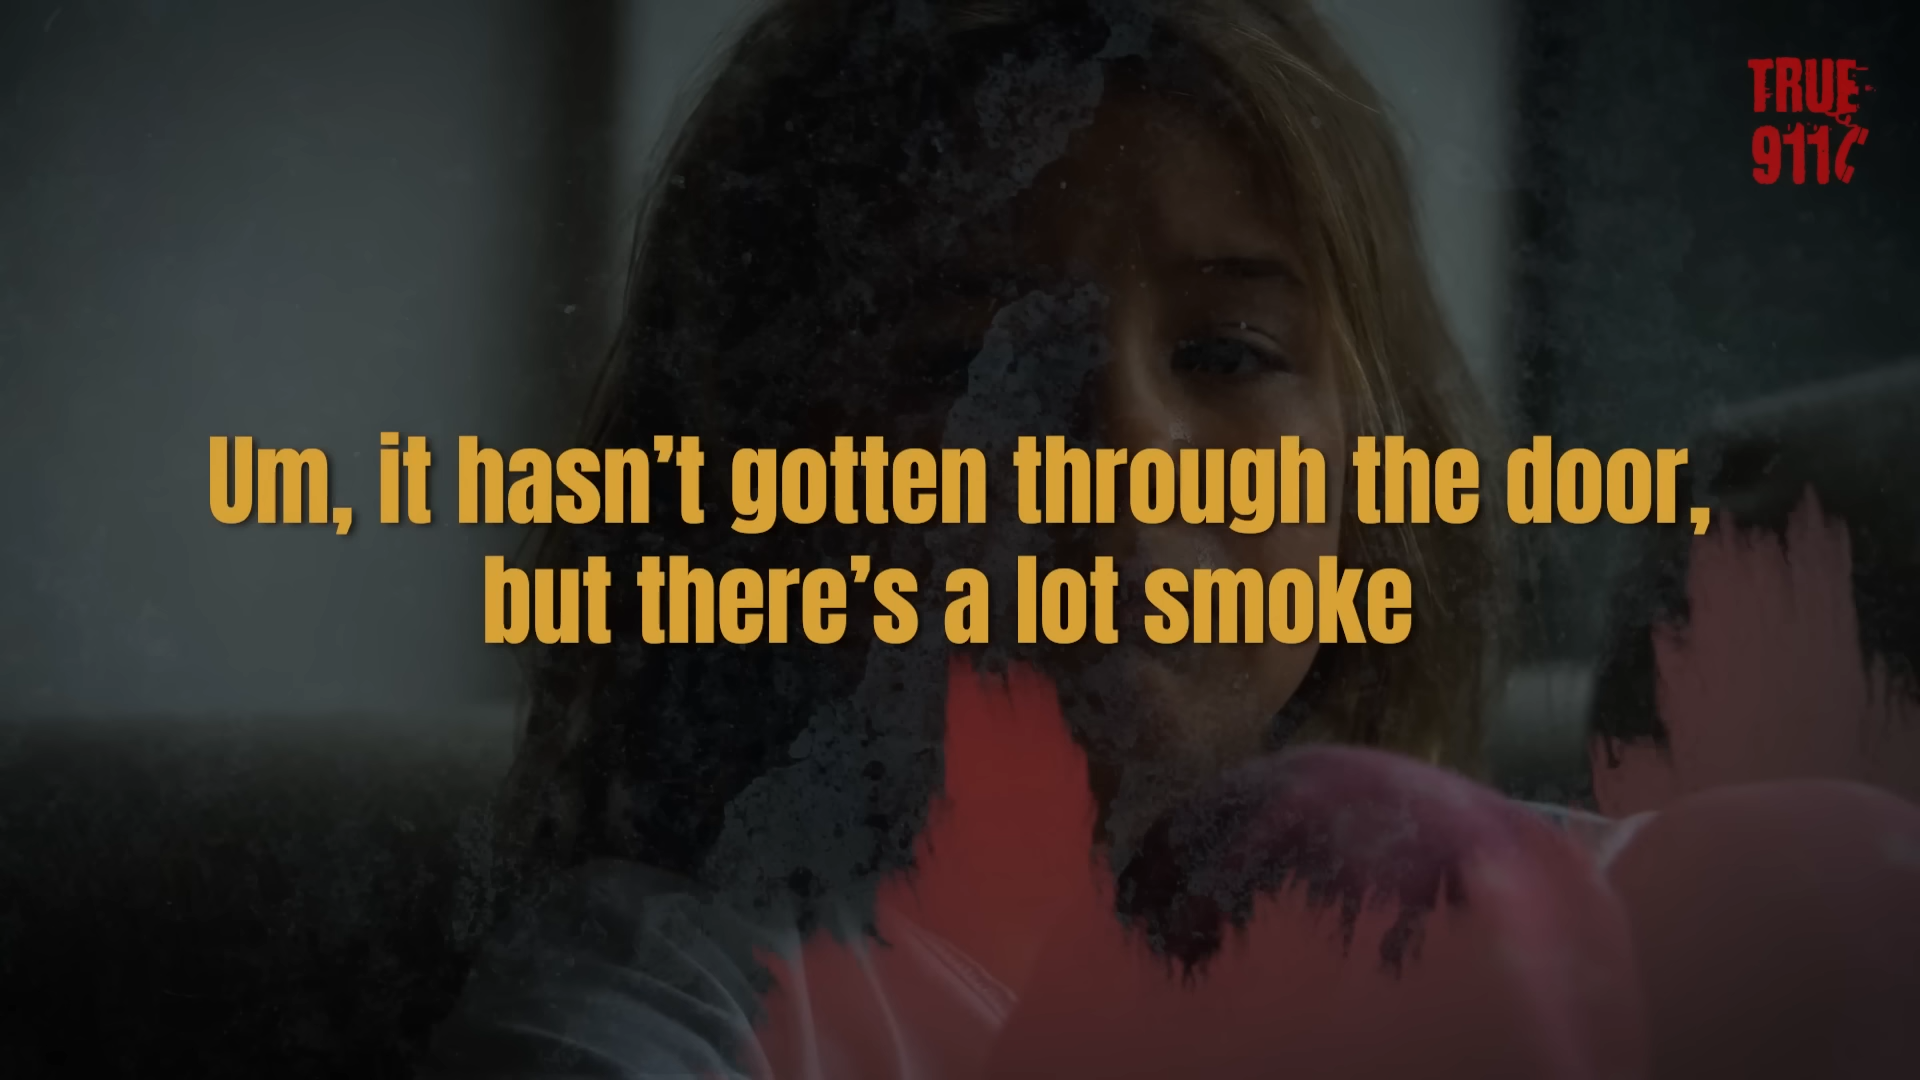 TRUE
911
Um, it hasn’t gotten through the door,
but there’s a lot smoke